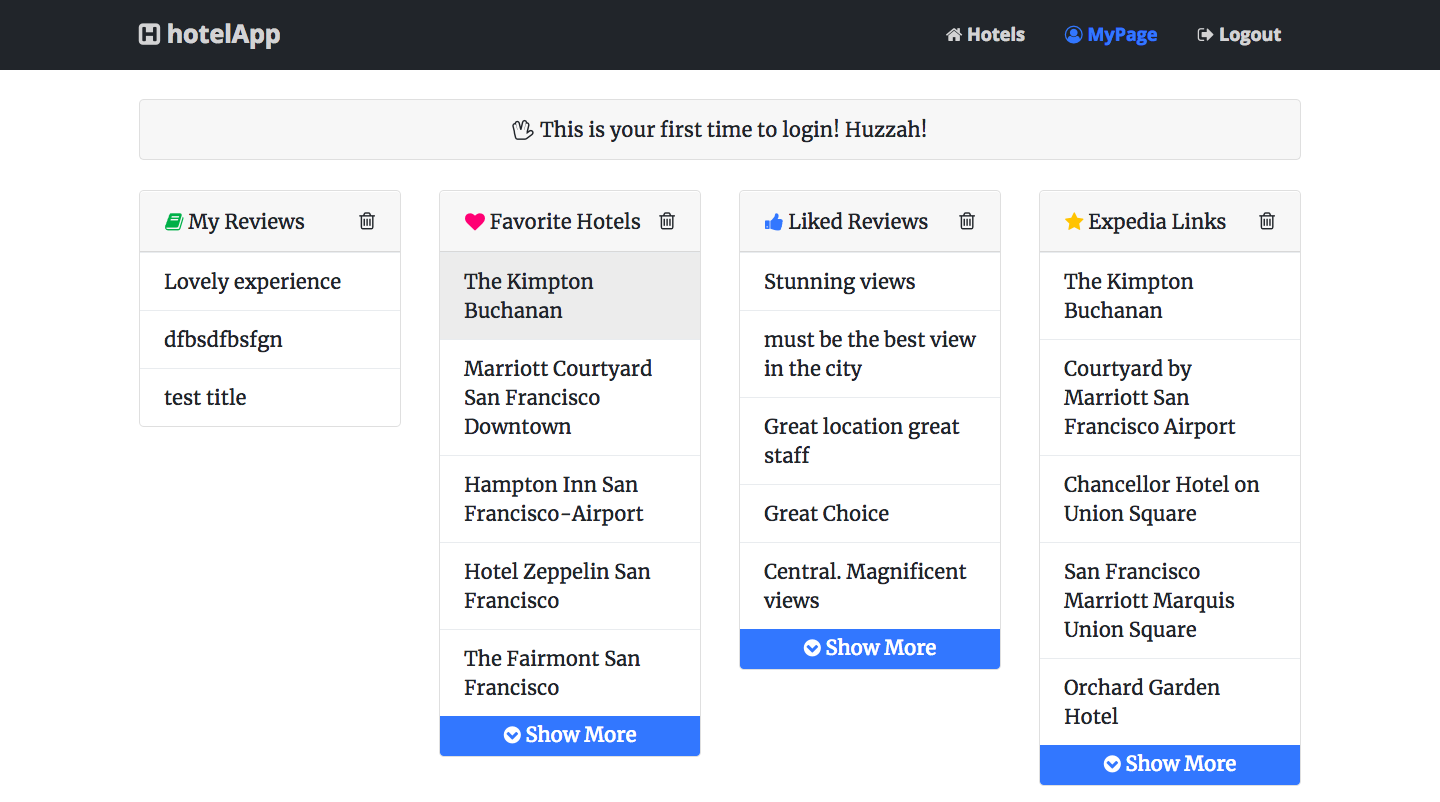 hotelApp
Hotels
MyPage
Logout
This is your first time to login! Huzzah!
My Reviews
Lovely experience
dfbsdfbsfgn
test title
Favorite Hotels
The Kimpton
Buchanan
Marriott Courtyard
San Francisco
Downtown
Hampton Inn San
Francisco-Airport
Hotel Zeppelin San
Francisco
The Fairmont San
Francisco
Show More
Liked Reviews
Stunning views
must be the best view
in the city
Great location great
staff
Great Choice
Central. Magnificent
views
Show More
Expedia Links
The Kimpton
Buchanan
Courtyard by
Marriott San
Francisco Airport
Chancellor Hotel on
Union Square
San Francisco
Marriott Marquis
Union Square
Orchard Garden
Hotel
Show More